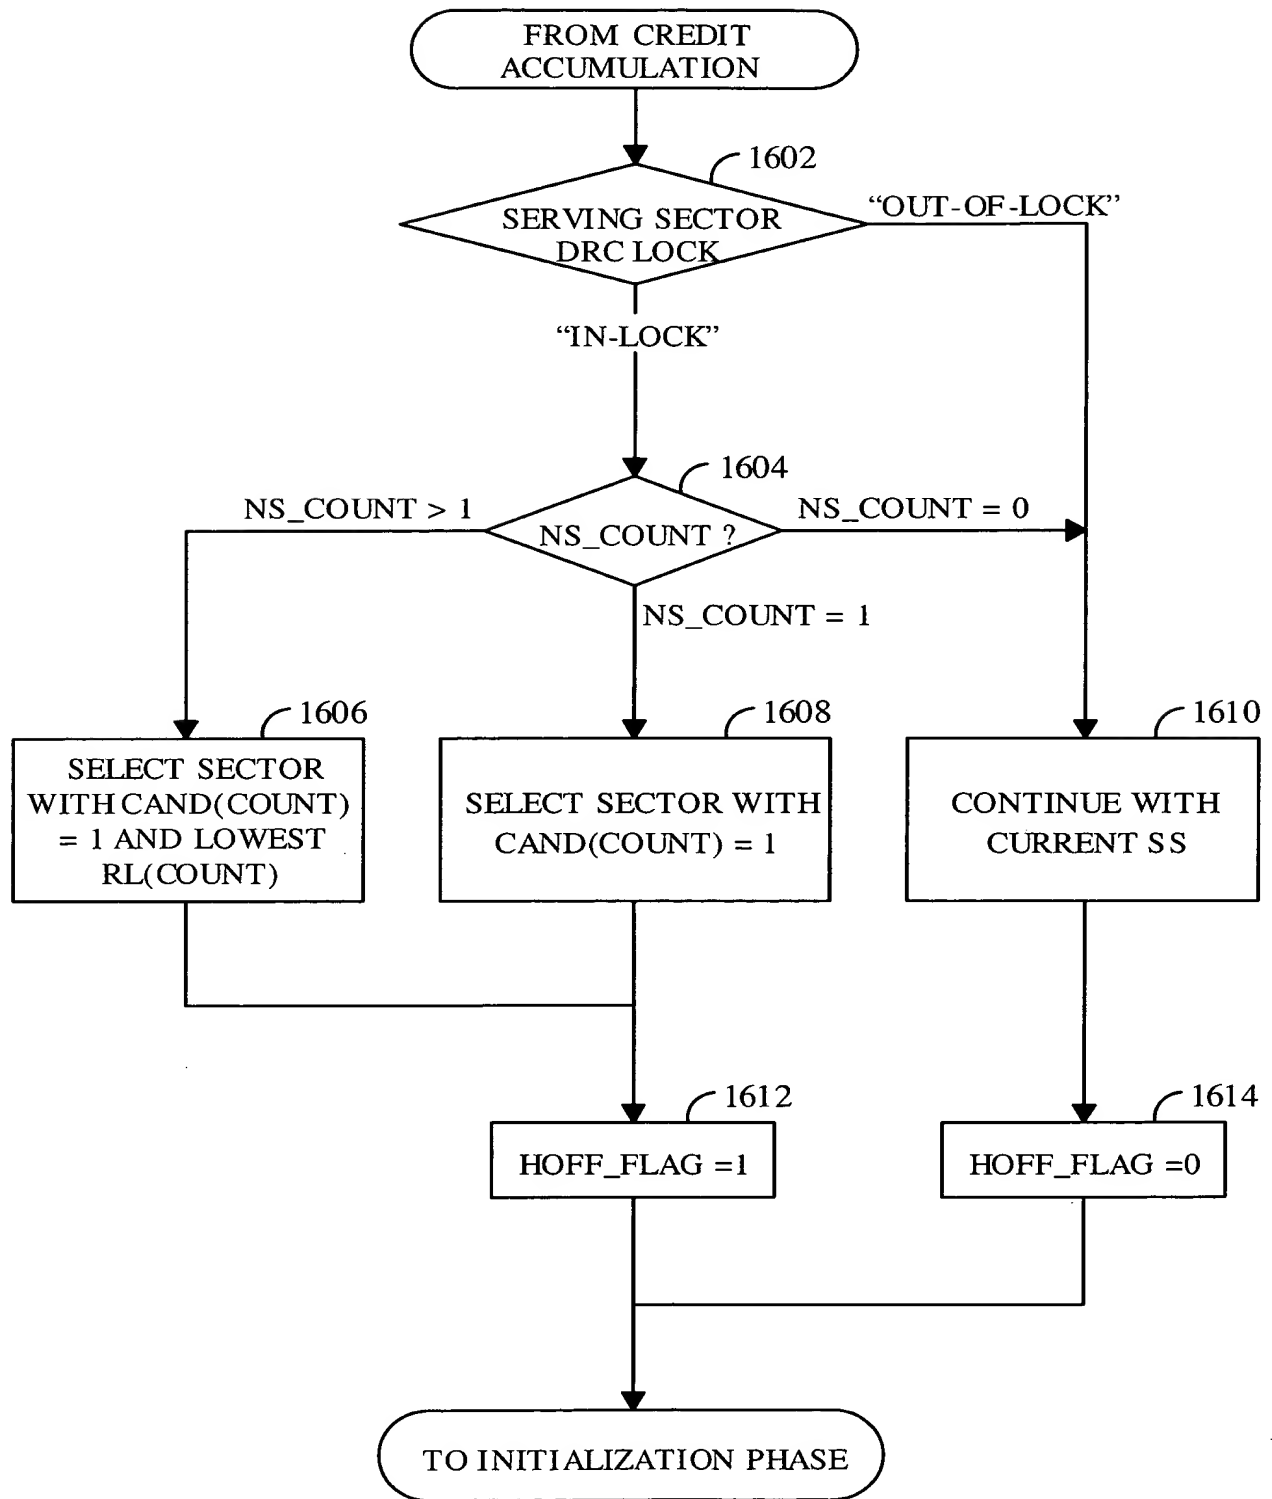 FROM CREDIT
ACCUMULATION
1602
SERVING SECTOR
DRC LOCK
“OUT-OF-LOCK”
“IN-LOCK”
1604
NS_COUNT > 1
NS_COUNT ?
NS_COUNT = 0
NS_COUNT = 1
1606
SELECT SECTOR
WITH CAND(COUNT)
= 1 AND LOWEST
RL(COUNT)
1608
SELECT SECTOR WITH
CAND(COUNT) = 1
1610
CONTINUE WITH
CURRENT SS
1612
HOFF_FLAG =1
1614
HOFF_FLAG =0
TO INITIALIZATION PHASE